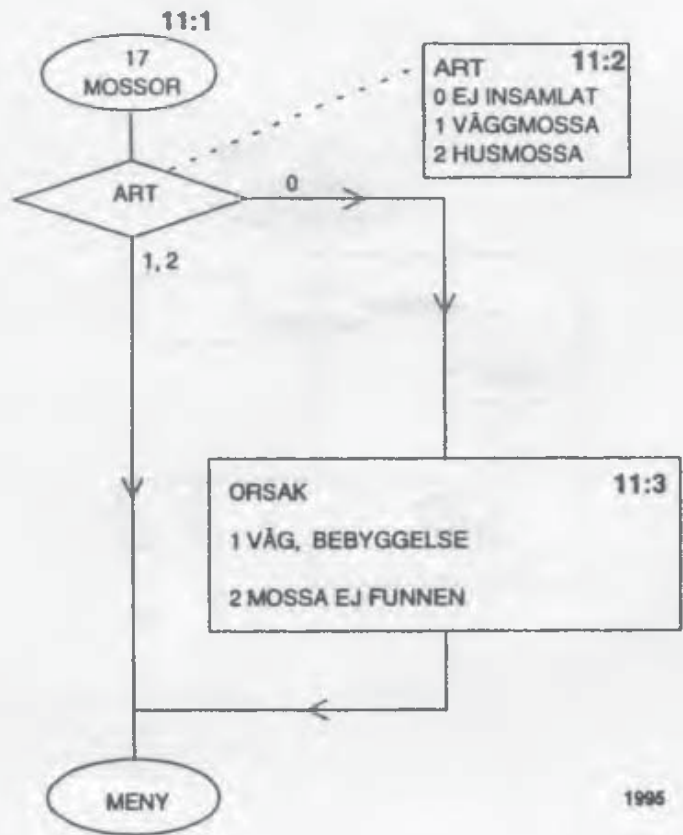 11:1
17
MOSSOR
ART 11:2
0 EJ INSAMLAT
1 VÄGGMOSSA
2 HUSMOSSA
ART
0
1, 2
ORSAK 11:3
1 VÄG, BEBYGGELSE
2 MOSSA EJ FUNNEN
MENY
1995